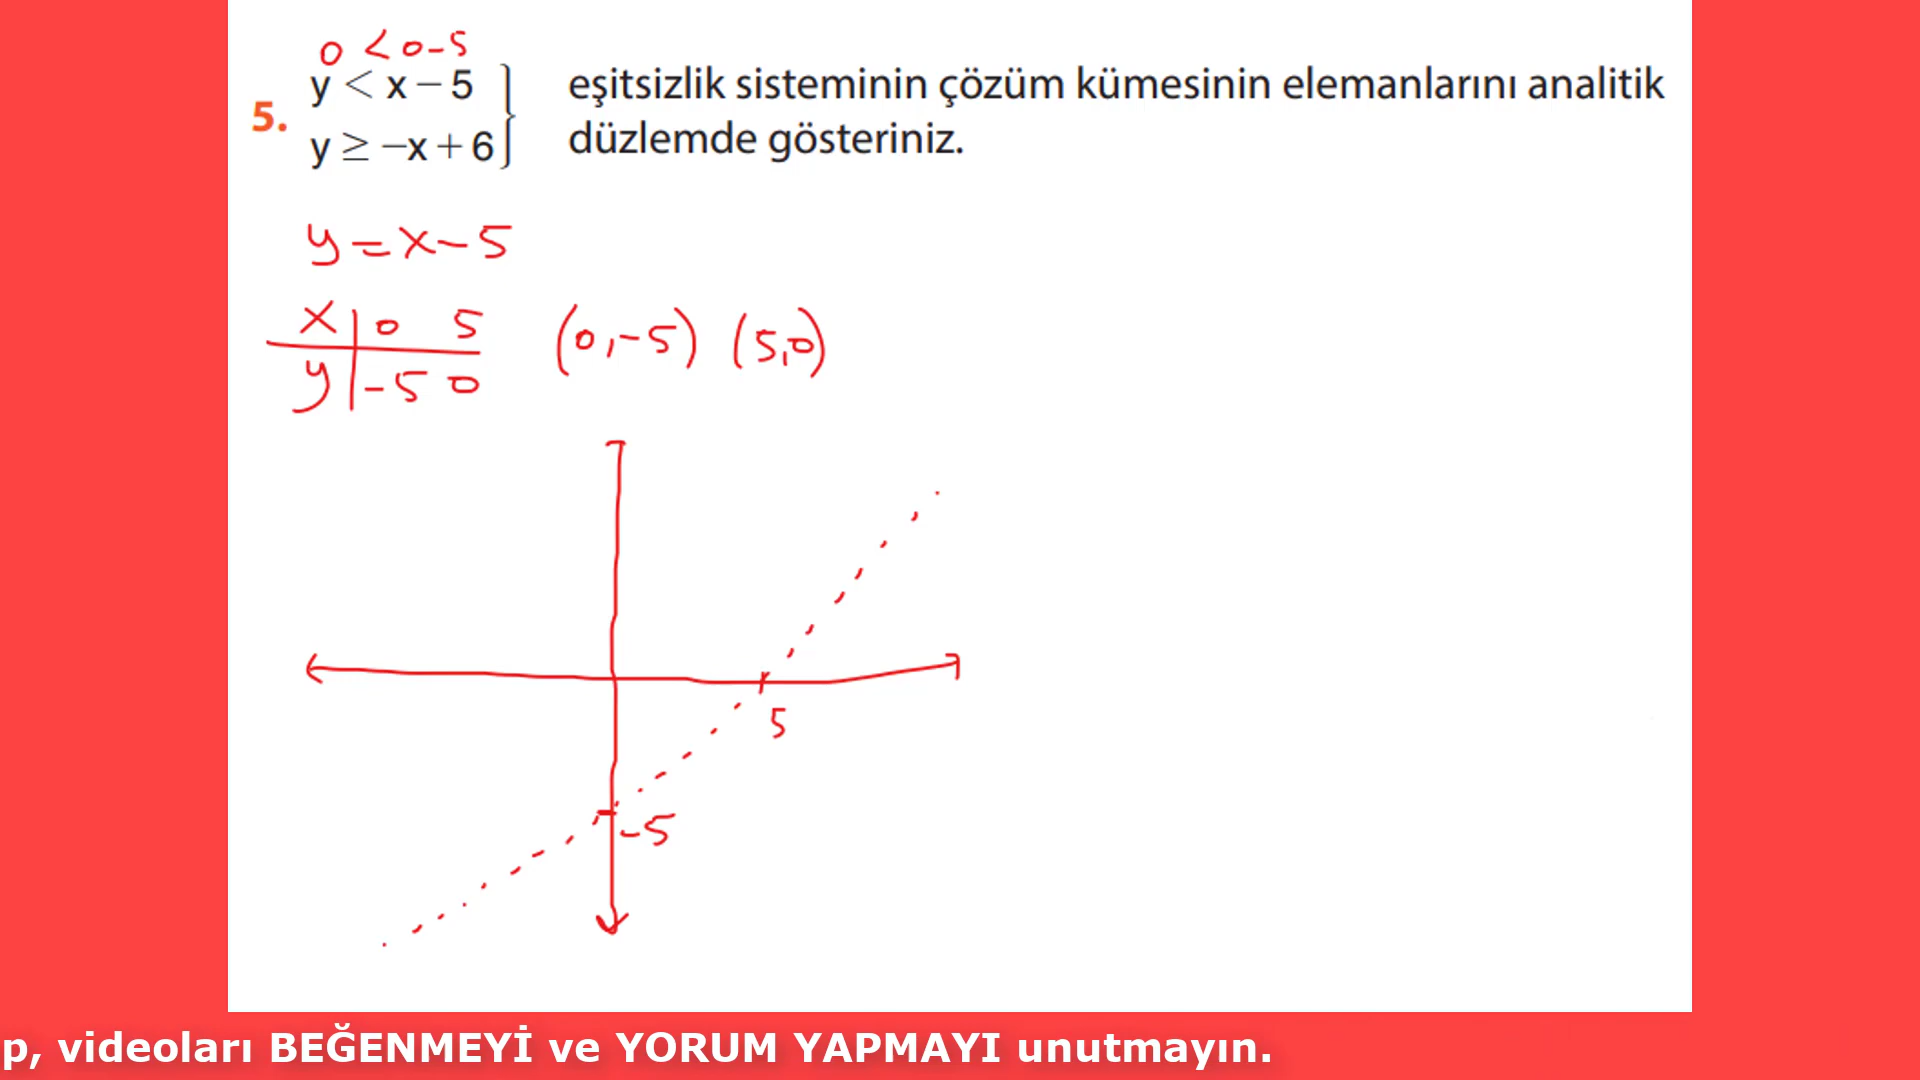 0 < 0 - 5
5. y < x - 5
y ≥ -x + 6
eşitsizlik sisteminin çözüm kümesinin elemanlarını analitik
düzlemde gösteriniz.
y = x - 5
x 0 5
y -5 0
(0, -5) (5,0)
5
-5
p, videoları BEĞENMEYİ ve YORUM YAPMAYI unutmayın.